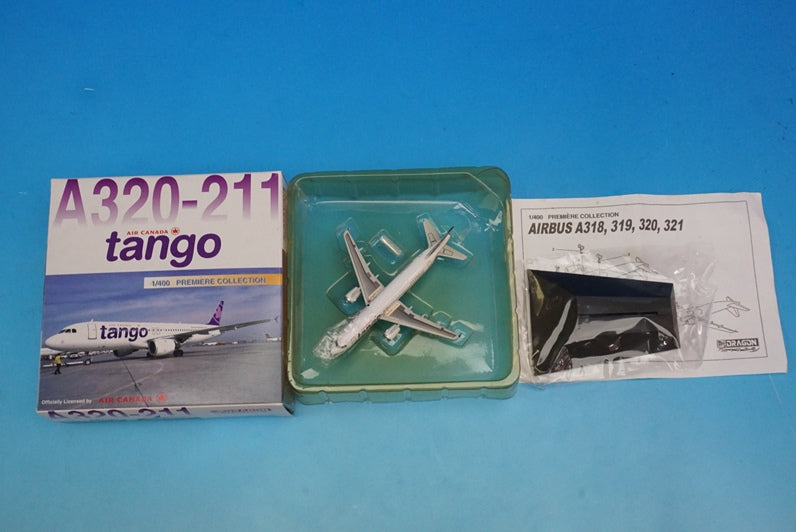 A320-211
AIR CANADA
tango
1/400 PREMIERE COLLECTION
tango
Officially Licensed by AIR CANADA
A320-211
1/400 PREMIÈRE COLLECTION
AIRBUS A318, 319, 320, 321
DRAGON